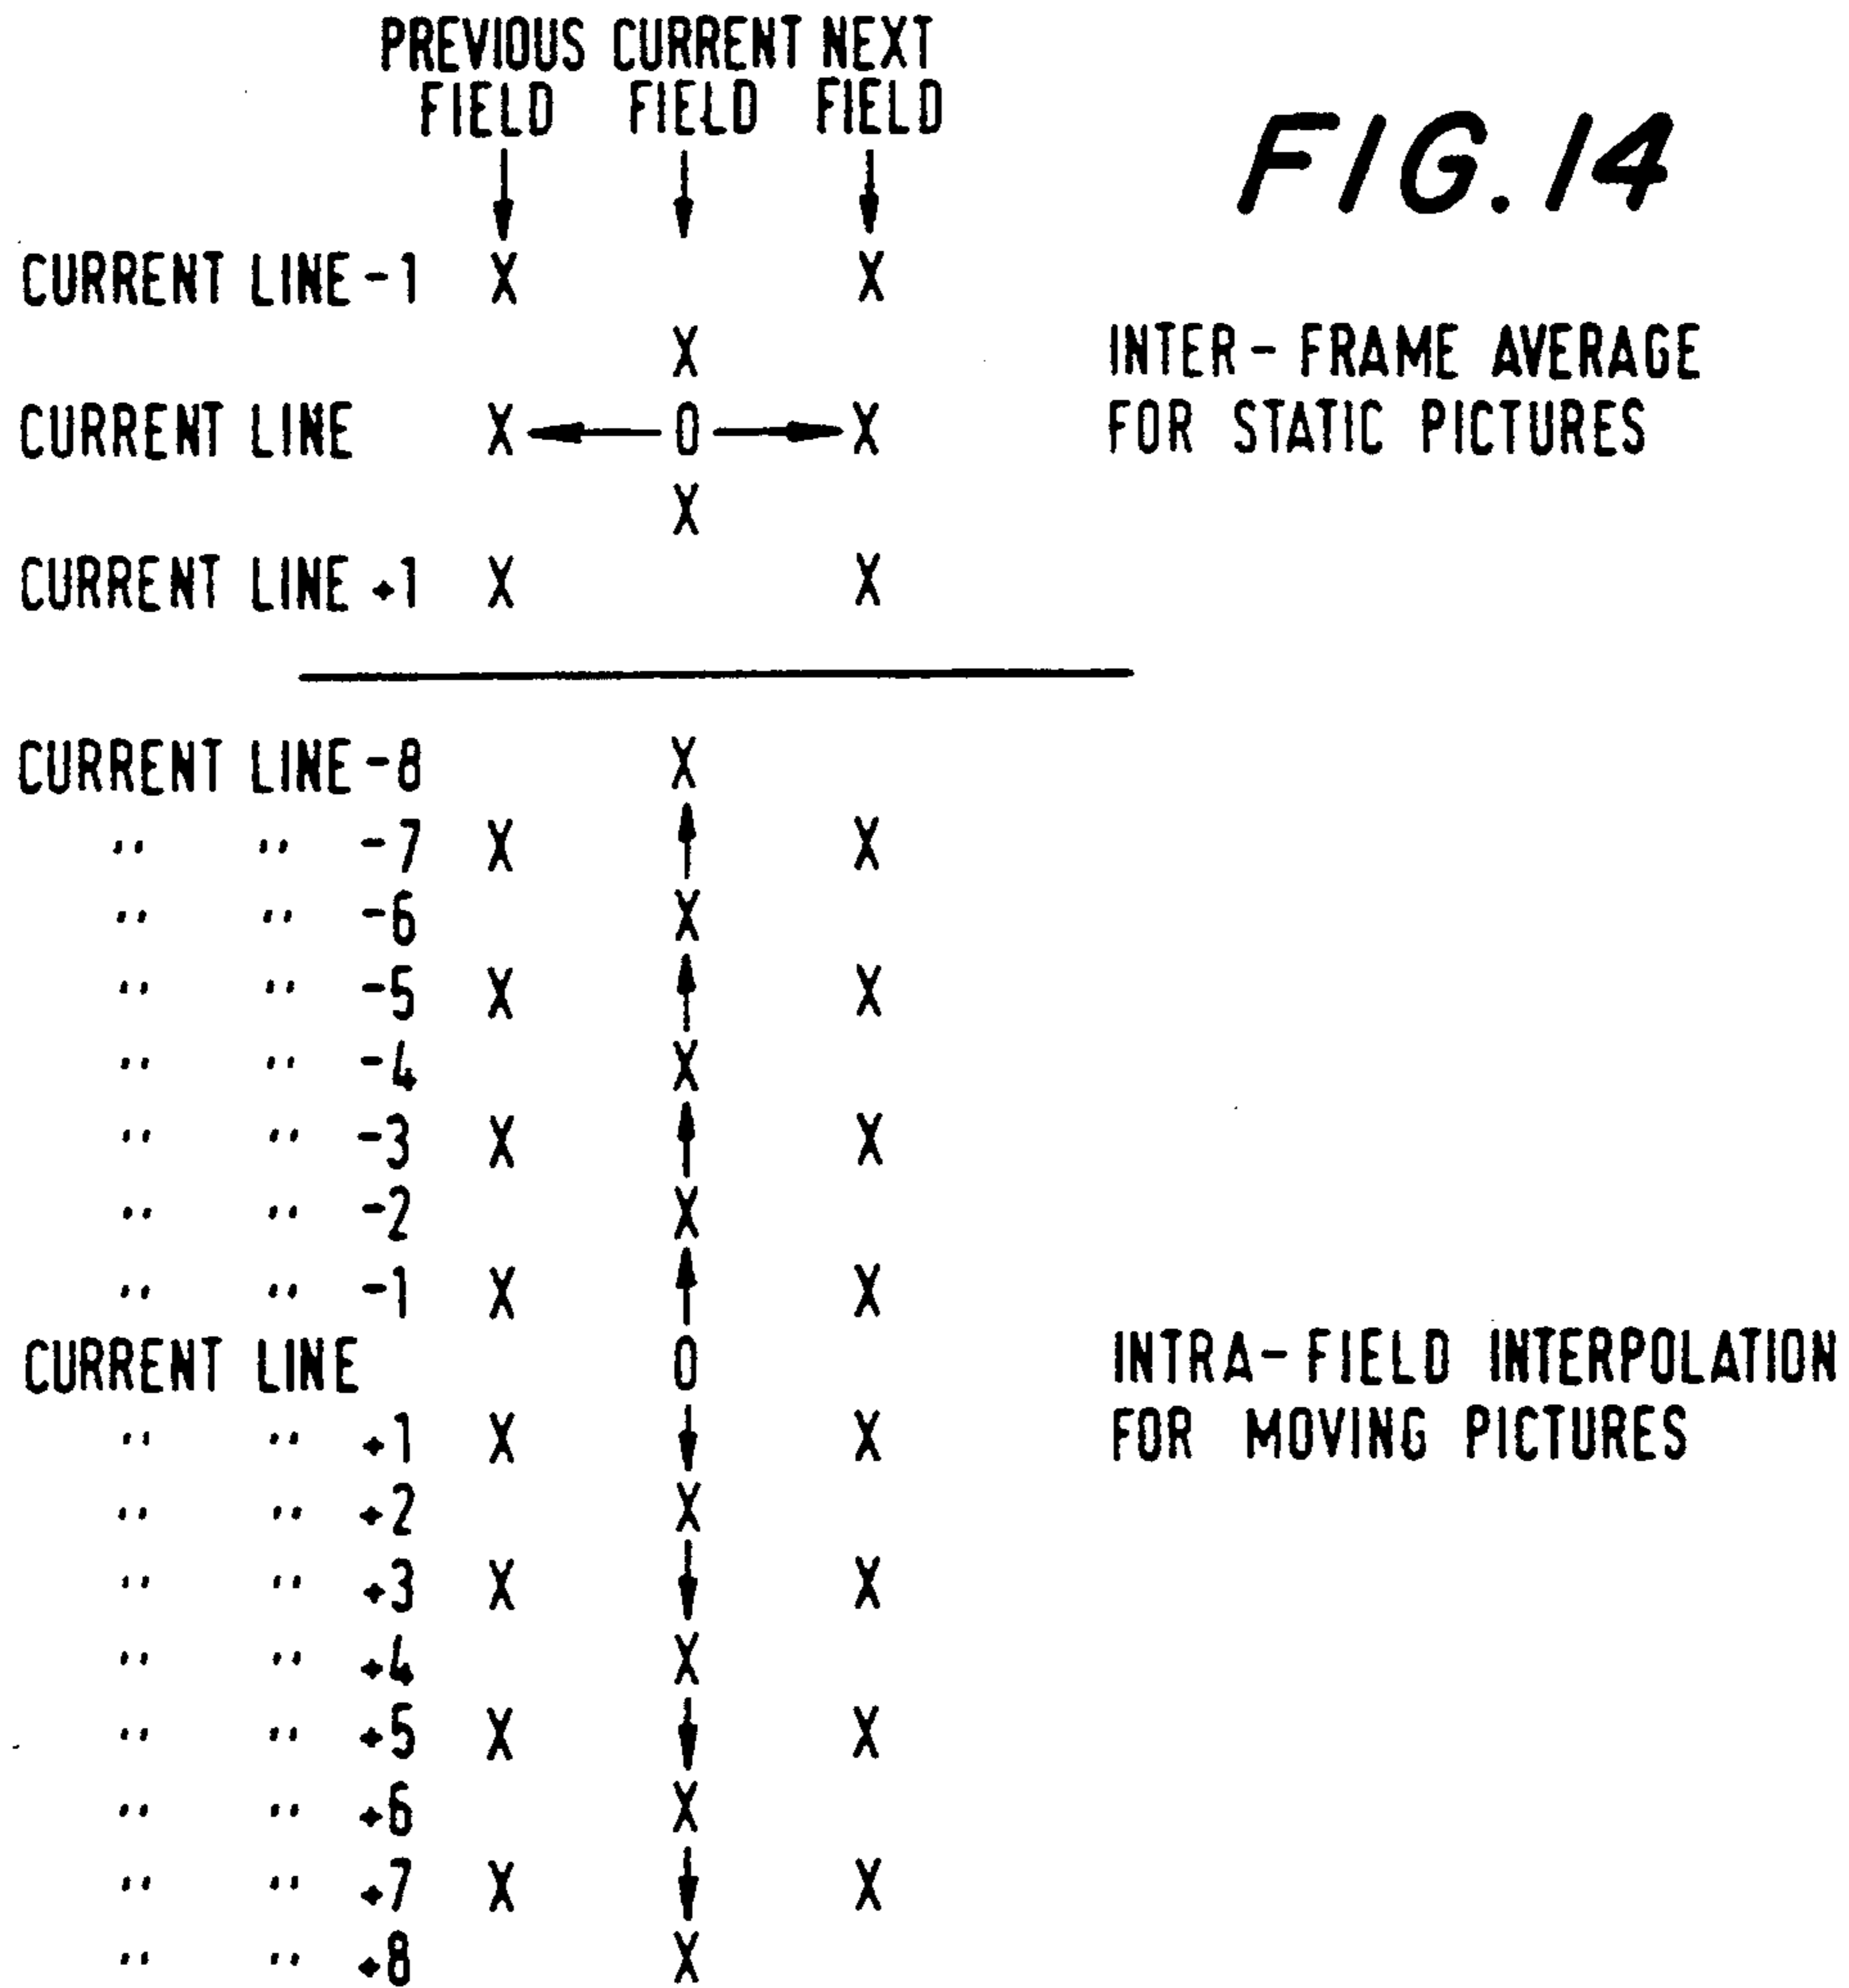 PREVIOUS CURRENT NEXT
FIELD FIELD FIELD
FIG. 14
CURRENT LINE -1 X X
X
INTER - FRAME AVERAGE
CURRENT LINE X O X
FOR STATIC PICTURES
X
CURRENT LINE +1 X X
CURRENT LINE -8 X
" " -7 X X
" " -6 X
" " -5 X X
" " -4 X
" " -3 X X
" " -2 X
" " -1 X X
CURRENT LINE O
INTRA - FIELD INTERPOLATION
" " +1 X X
FOR MOVING PICTURES
" " +2 X
" " +3 X X
" " +4 X
" " +5 X X
" " +6 X
" " +7 X X
" " +8 X